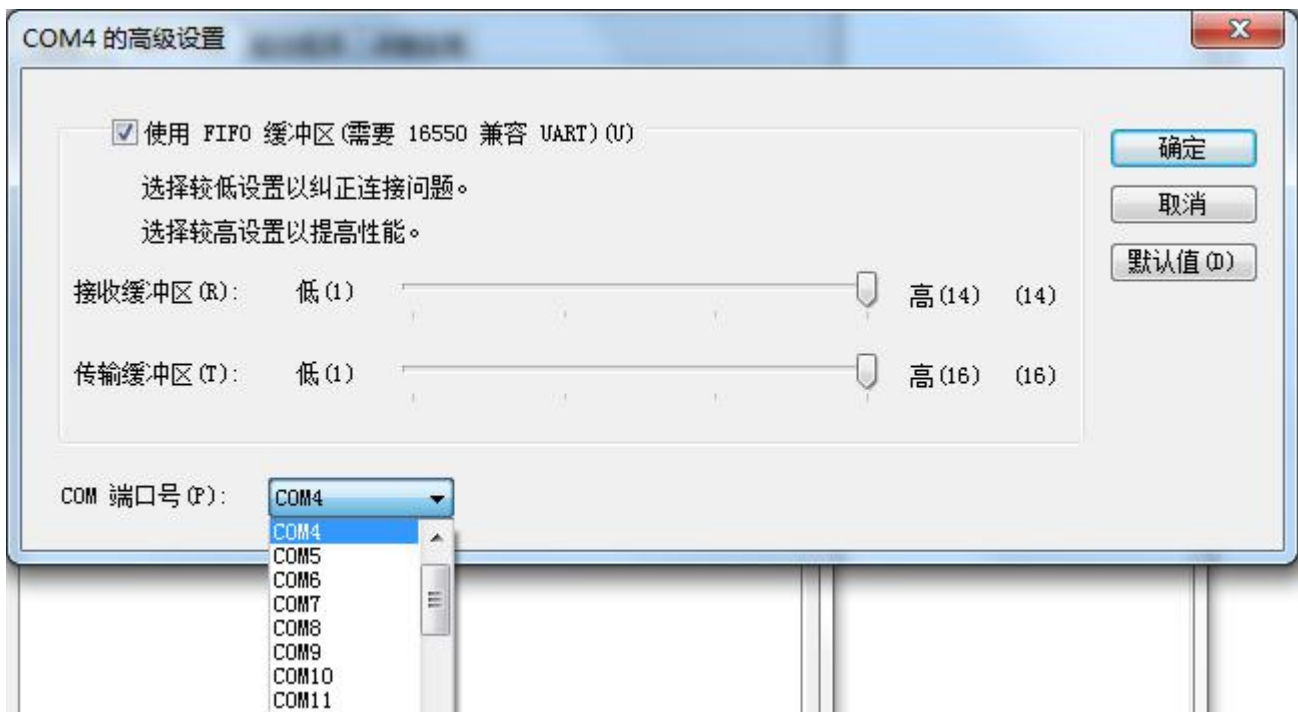 COM4 的高级设置
使用 FIFO 缓冲区(需要 16550 兼容 UART)(U)
选择较低设置以纠正连接问题。
选择较高设置以提高性能。
接收缓冲区(R): 低(1) 高(14) (14)
传输缓冲区(T): 低(1) 高(16) (16)
确定
取消
默认值(D)
COM 端口号(P): COM4
COM4
COM5
COM6
COM7
COM8
COM9
COM10
COM11